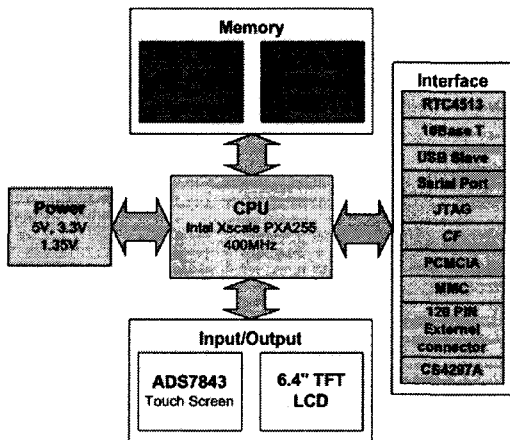 Memory
Interface
RTC4513
10Base T
USB Slave
Serial Port
JTAG
CF
PCMCIA
MMC
120 PIN
External
connector
CS4297A
Power
5V, 3.3V
1.35V
CPU
Intel Xscale PXA255
400MHz
Input/Output
ADS7843
Touch Screen
6.4" TFT
LCD